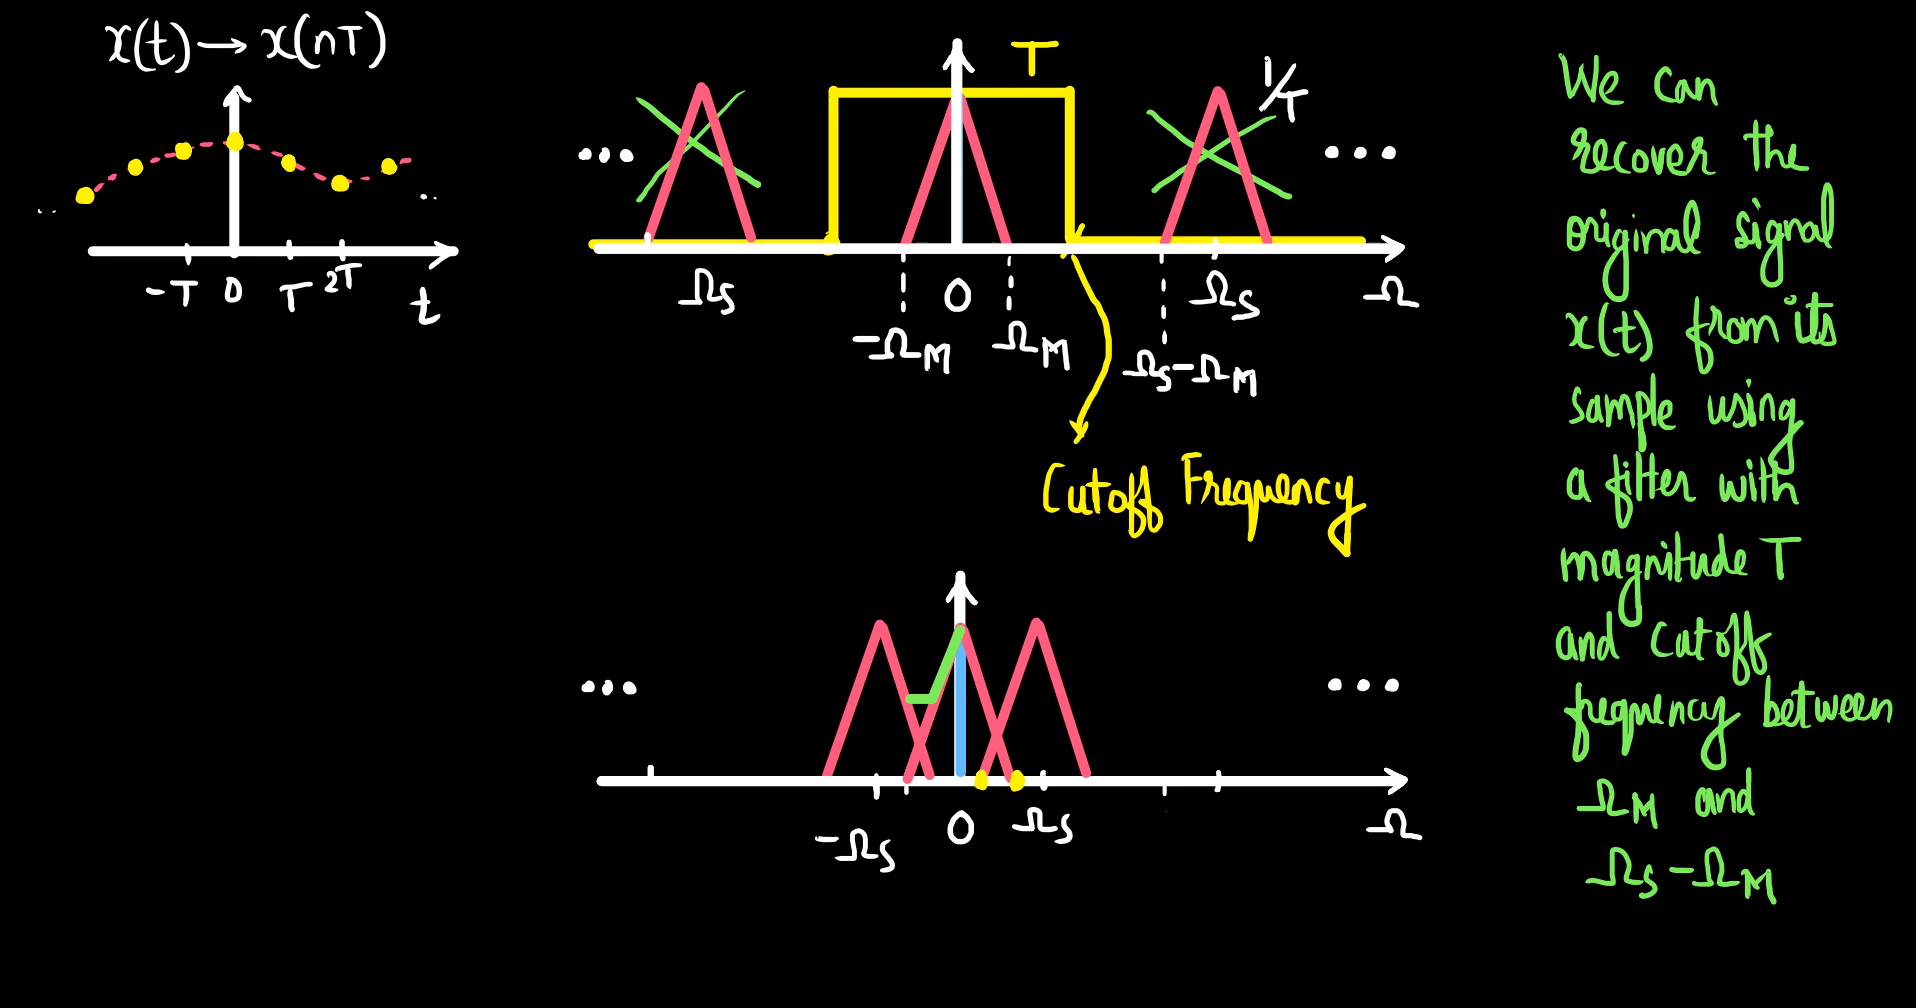 x(t) → x(nT)
-T 0 T 2T t
T
1/T
Ωs 0 Ωs Ω
-ΩM ΩM Ωs-ΩM
Cutoff Frequency
-Ωs 0 Ωs Ω
We can
recover the
original signal
x(t) from its
sample using
a filter with
magnitude T
and cutoff
frequency between
ΩM and
Ωs-ΩM